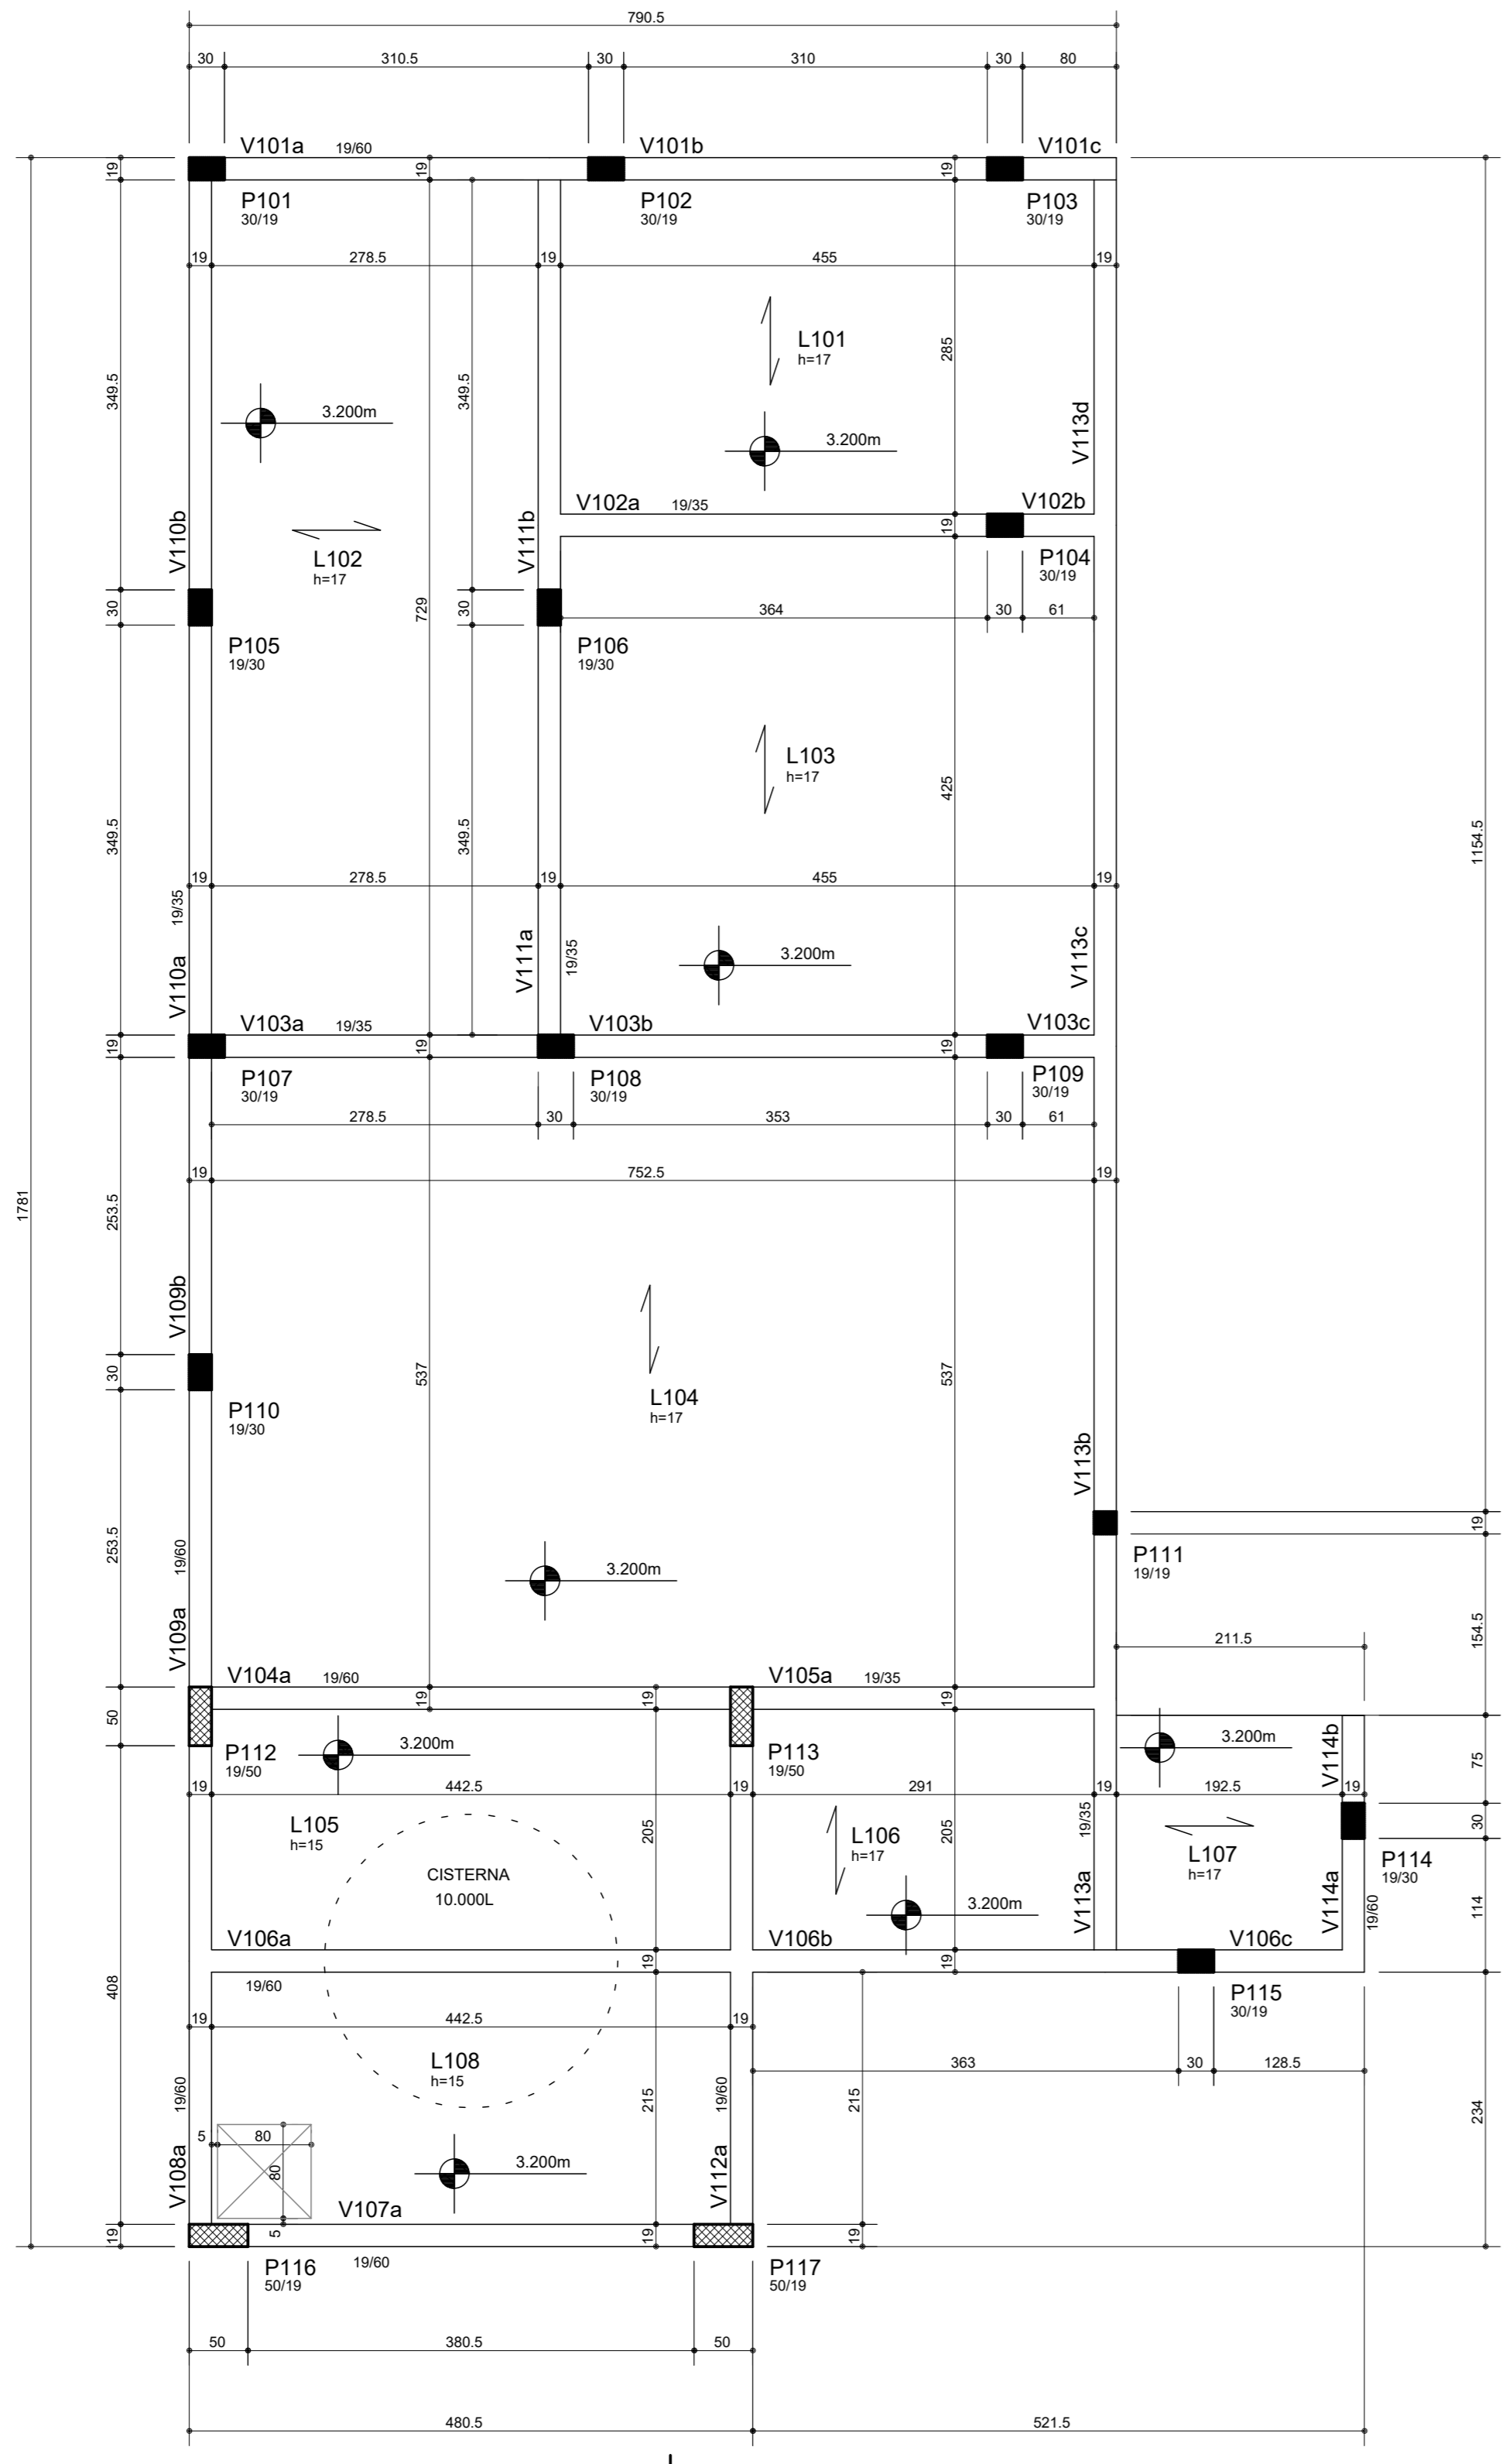 790.5
30 310.5 30 310 30 80
V101a 19/60 V101b V101c
19 19 19
P101 P102 P103
30/19 30/19 30/19
19 278.5 19 455 19
L101
h=17
285
349.5 349.5
3.200m
3.200m
V113d
V110b V111b
V102a 19/35 V102b
19
L102
h=17
P104
30/19
30 729 30
364 30 61
P105 P106
19/30 19/30
L103
h=17
425
1154.5
349.5 349.5
19 278.5 19 455 19
19/35
V110a
V111a
19/35
3.200m
V113c
V103a 19/35 V103b V103c
19 19 19
P107 P108 P109
30/19 30/19 30/19
278.5 30 353 30 61
19 752.5 19
1781
253.5
V109b
30
537 537
L104
h=17
P110
19/30
V113b
19
253.5
19/60
3.200m
P111
19/19
V109a
154.5
211.5
V104a 19/60 V105a 19/35
19 19 19
50
P112 3.200m P113 3.200m
19/50 19/50
V114b
75
19 442.5 19 291 19 192.5 19
L105
h=15
205
L106
h=17
205
19/35
L107
h=17
30
P114
19/30
CISTERNA
10.000L
3.200m
V113a
V114a
19/60
114
V106a V106b V106c
19 19
19/60
P115
30/19
408
19 442.5 19
L108
h=15
363 30 128.5
19/60
215
19/60
215
234
5 80
80
V108a
3.200m
V112a
V107a
19 5 19 19
P116 19/60 P117
50/19 50/19
50 380.5 50
480.5 521.5